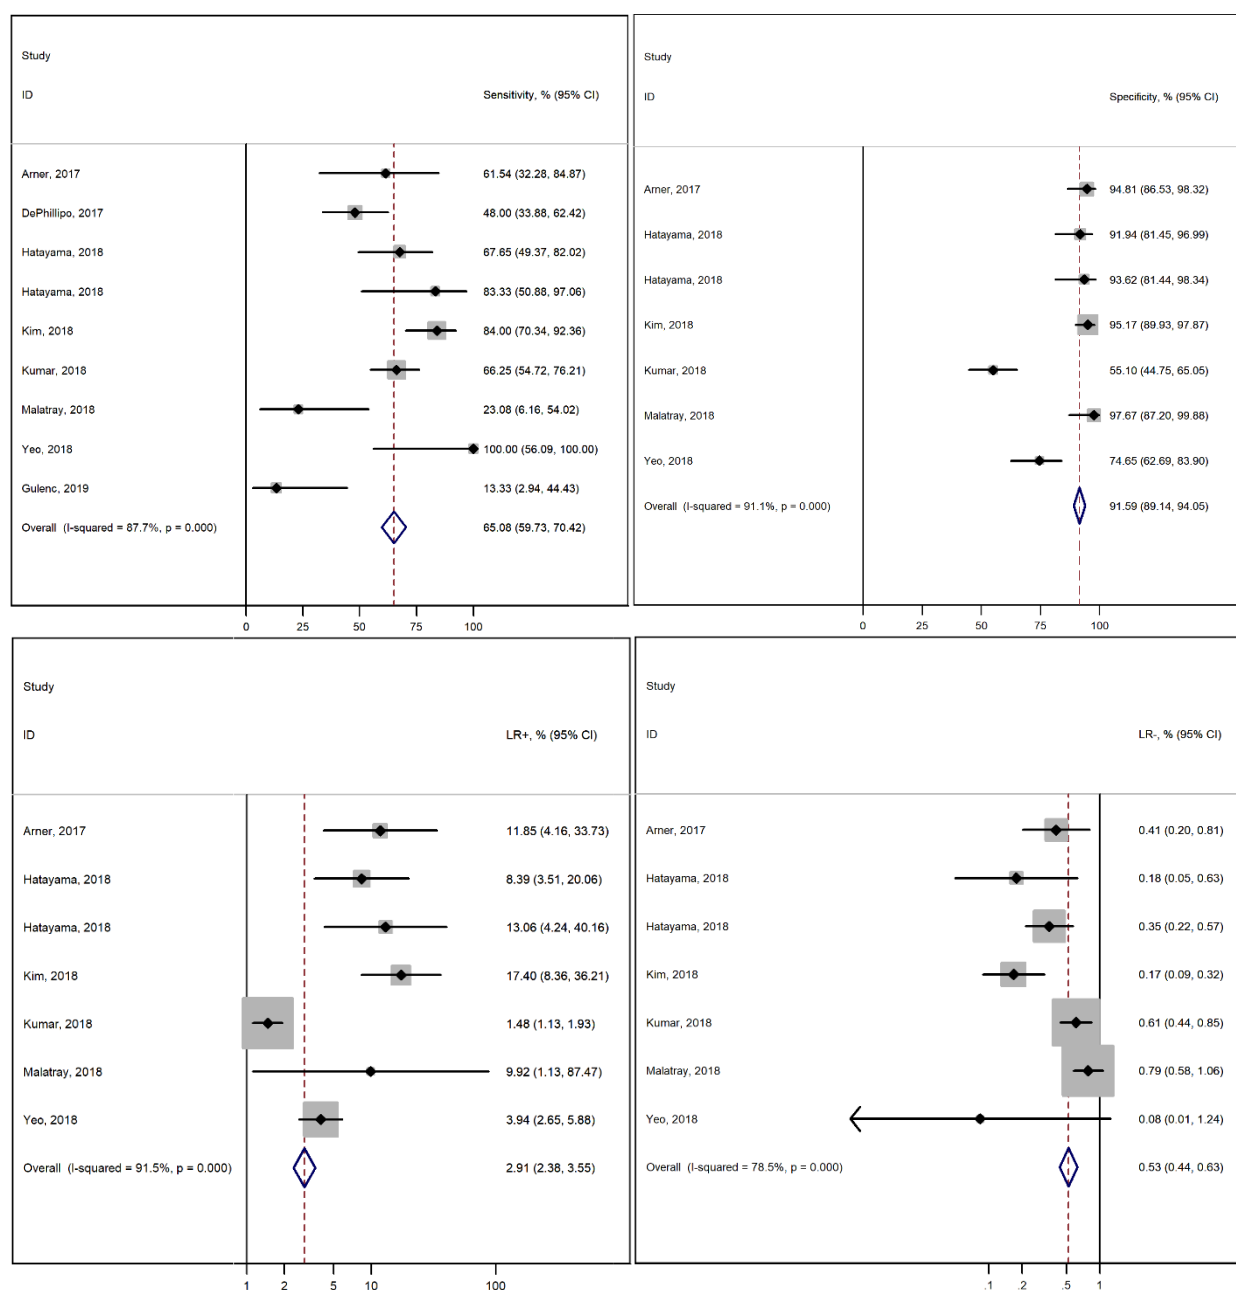 Study
ID Sensitivity, % (95% CI)
Arner, 2017 61.54 (32.28, 84.87)
DePhillipo, 2017 48.00 (33.88, 62.42)
Hatayama, 2018 67.65 (49.37, 82.02)
Hatayama, 2018 83.33 (50.88, 97.06)
Kim, 2018 84.00 (70.34, 92.36)
Kumar, 2018 66.25 (54.72, 76.21)
Malatray, 2018 23.08 (6.16, 54.02)
Yeo, 2018 100.00 (56.09, 100.00)
Gulenc, 2019 13.33 (2.94, 44.43)
Overall (I-squared = 87.7%, p = 0.000) 65.08 (59.73, 70.42)
0 25 50 75 100
Study
ID Specificity, % (95% CI)
Arner, 2017 94.81 (86.53, 98.32)
Hatayama, 2018 91.94 (81.45, 96.99)
Hatayama, 2018 93.62 (81.44, 98.34)
Kim, 2018 95.17 (89.93, 97.87)
Kumar, 2018 55.10 (44.75, 65.05)
Malatray, 2018 97.67 (87.20, 99.88)
Yeo, 2018 74.65 (62.69, 83.90)
Overall (I-squared = 91.1%, p = 0.000) 91.59 (89.14, 94.05)
0 50 75 100
Study
ID LR+, % (95% CI)
Arner, 2017 11.85 (4.16, 33.73)
Hatayama, 2018 8.39 (3.51, 20.06)
Hatayama, 2018 13.06 (4.24, 40.16)
Kim, 2018 17.40 (8.36, 36.21)
Kumar, 2018 1.48 (1.13, 1.93)
Malatray, 2018 9.92 (1.13, 87.47)
Yeo, 2018 3.94 (2.65, 5.88)
Overall (I-squared = 91.5%, p = 0.000) 2.91 (2.38, 3.55)
1 2 5 10 100
Study
ID LR-, % (95% CI)
Arner, 2017 0.41 (0.20, 0.81)
Hatayama, 2018 0.18 (0.05, 0.63)
Hatayama, 2018 0.35 (0.22, 0.57)
Kim, 2018 0.17 (0.09, 0.32)
Kumar, 2018 0.61 (0.44, 0.85)
Malatray, 2018 0.79 (0.58, 1.06)
Yeo, 2018 0.08 (0.01, 1.24)
Overall (I-squared = 78.5%, p = 0.000) 0.53 (0.44, 0.63)
.1 .2 .5 1